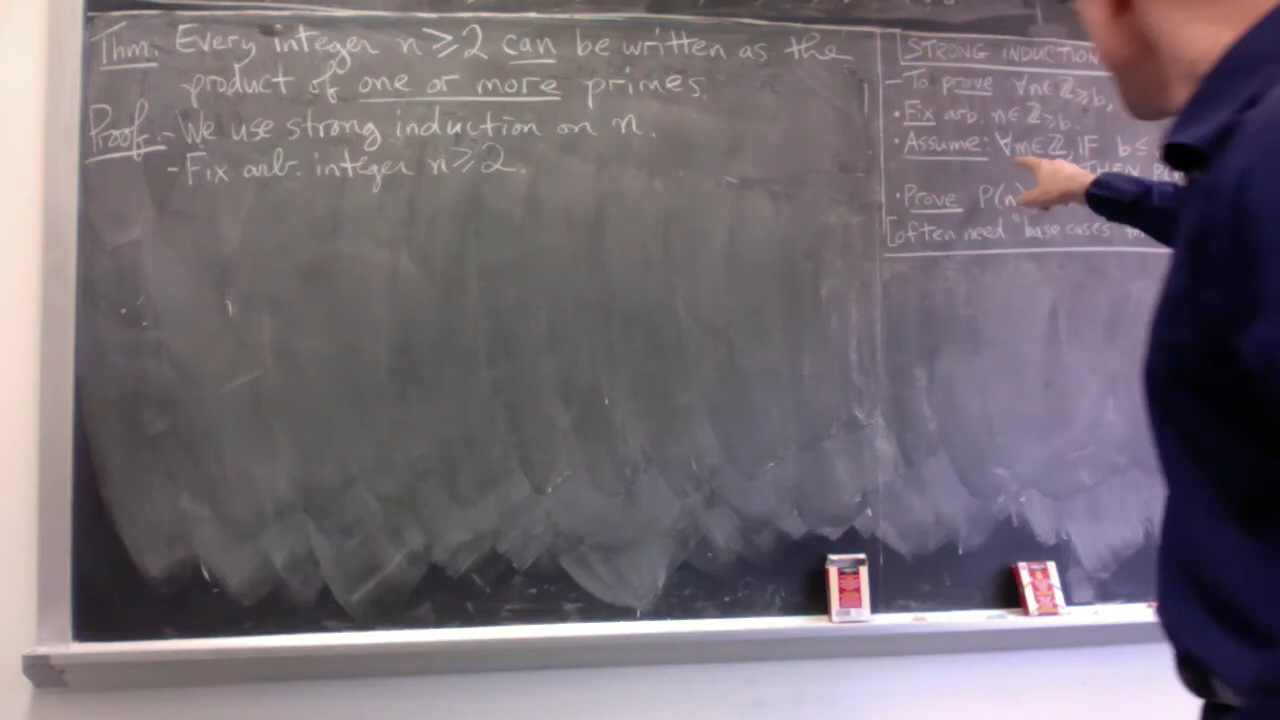 Thm: Every integer n ≥ 2 can be written as the
product of one or more primes.
Proof: - We use strong induction on n.
- Fix arb. integer n ≥ 2.
STRONG INDUCTION
- To prove ∀n∈ℤ≥b,
· Fix arb. n∈ℤ≥b.
· Assume: ∀m∈ℤ, IF b ≤
THEN P(
· Prove P(n)
[often need "base cases"